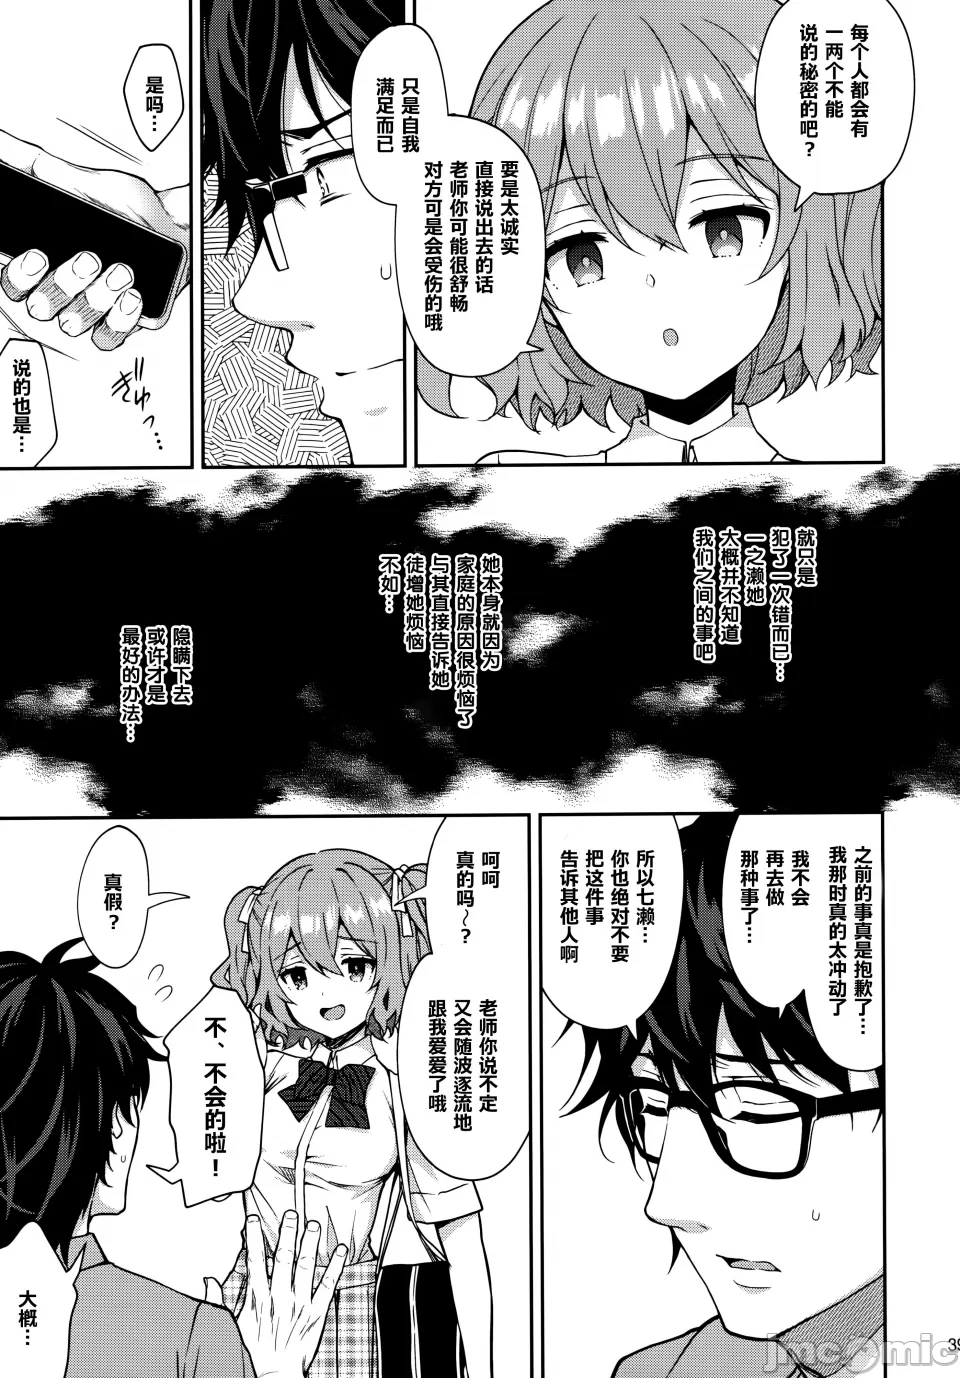 每个人都会有
一两个不能
说的秘密的吧？
要是太诚实
直接说出去的话
老师你可能很舒畅
对方可是会受伤的哦
只是自我
满足而已
是吗…
ぎゅっ…
说的也是…
就只是
犯了一次错而已…
一之濑她
大概并不知道
我们之间的事吧
她本身就因为
家庭的原因很烦恼了
与其直接告诉她
徒增她烦恼
不如…
隐瞒下去
或许才是
最好的办法…
之前的事真是抱歉了…
我那时真的太冲动了
我不会
再去做
那种事了…
所以七濑…
你也绝对不要
把这件事
告诉其他人啊
呵呵
真的吗～？
老师你说不定
又会随波逐流地
跟我爱爱了哦
真假？
不、不会的啦！
大概…
39
jmcomic